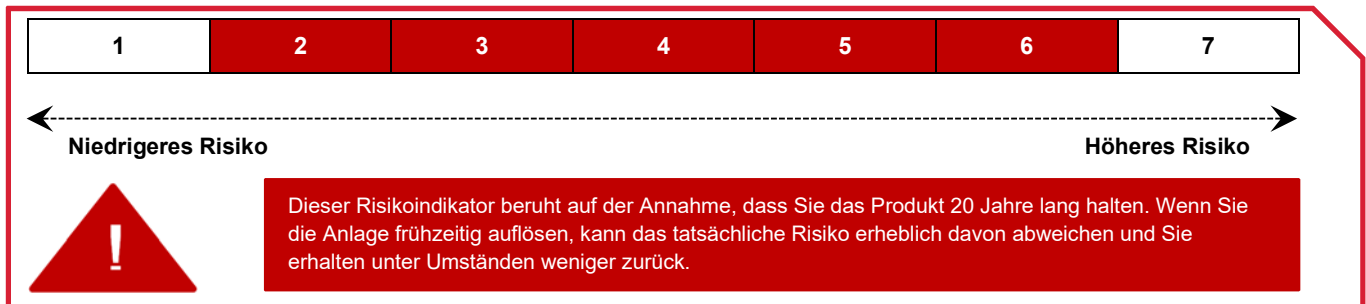 1 2 3 4 5 6 7
Niedrigeres Risiko Höheres Risiko
!
Dieser Risikoindikator beruht auf der Annahme, dass Sie das Produkt 20 Jahre lang halten. Wenn Sie
die Anlage frühzeitig auflösen, kann das tatsächliche Risiko erheblich davon abweichen und Sie
erhalten unter Umständen weniger zurück.